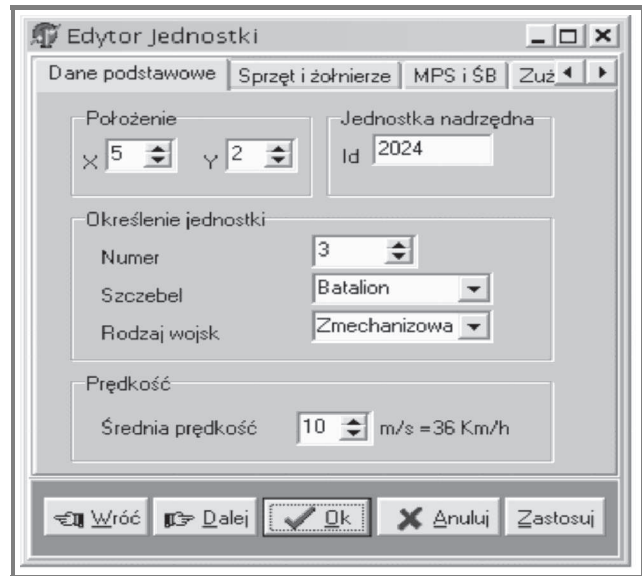 Edytor Jednostki
Dane podstawowe Sprzęt i żołnierze MPS i ŚB Zuż
Położenie Jednostka nadrzędna
X 5 Y 2 Id 2024
Określenie jednostki
Numer 3
Szczebel Batalion
Rodzaj wojsk Zmechanizowa
Prędkość
Średnia prędkość 10 m/s =36 Km/h
Wróć Dalej Ok Anuluj Zastosuj